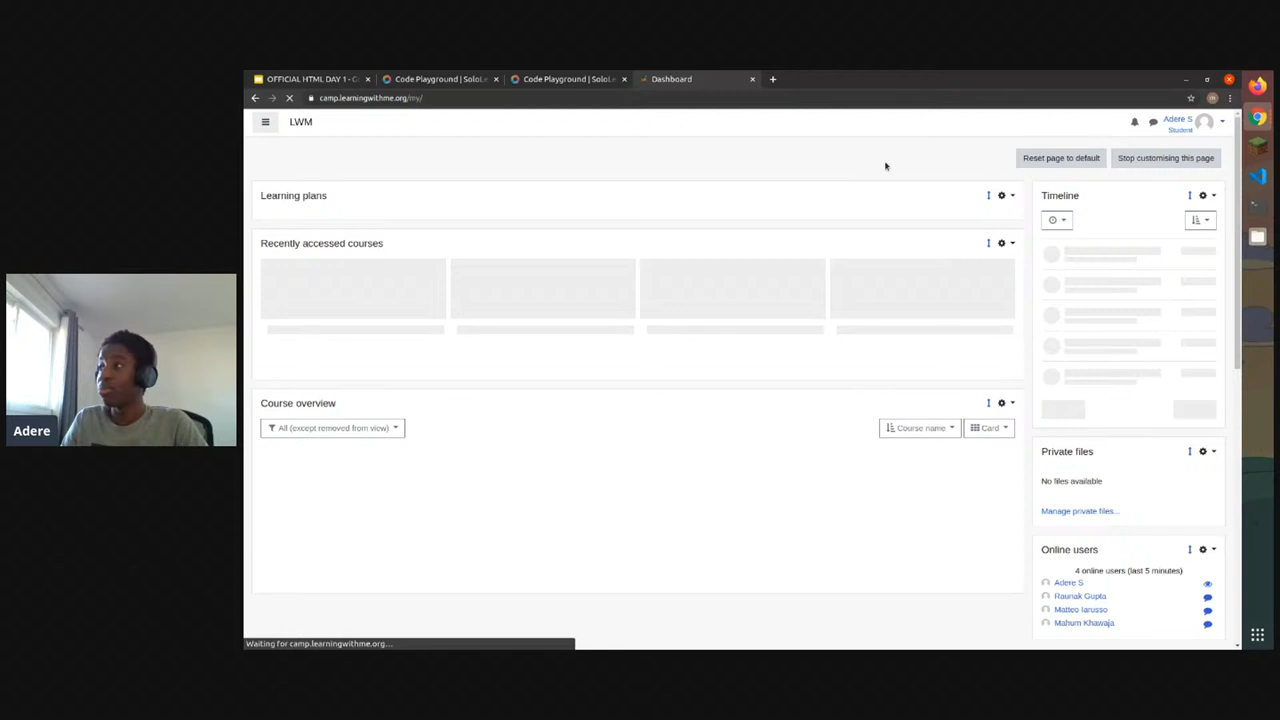 OFFICIAL HTML DAY 1 - G
Code Playground | SoloLe
Code Playground | SoloLe
Dashboard
camp.learningwithme.org/my/
LWM
Adere S
Student
Reset page to default
Stop customising this page
Learning plans
Timeline
Recently accessed courses
Course overview
All (except removed from view)
Course name
Card
Private files
No files available
Manage private files...
Online users
4 online users (last 5 minutes)
Adere S
Raunak Gupta
Matteo Iarusso
Mahum Khawaja
Waiting for camp.learningwithme.org...
Adere